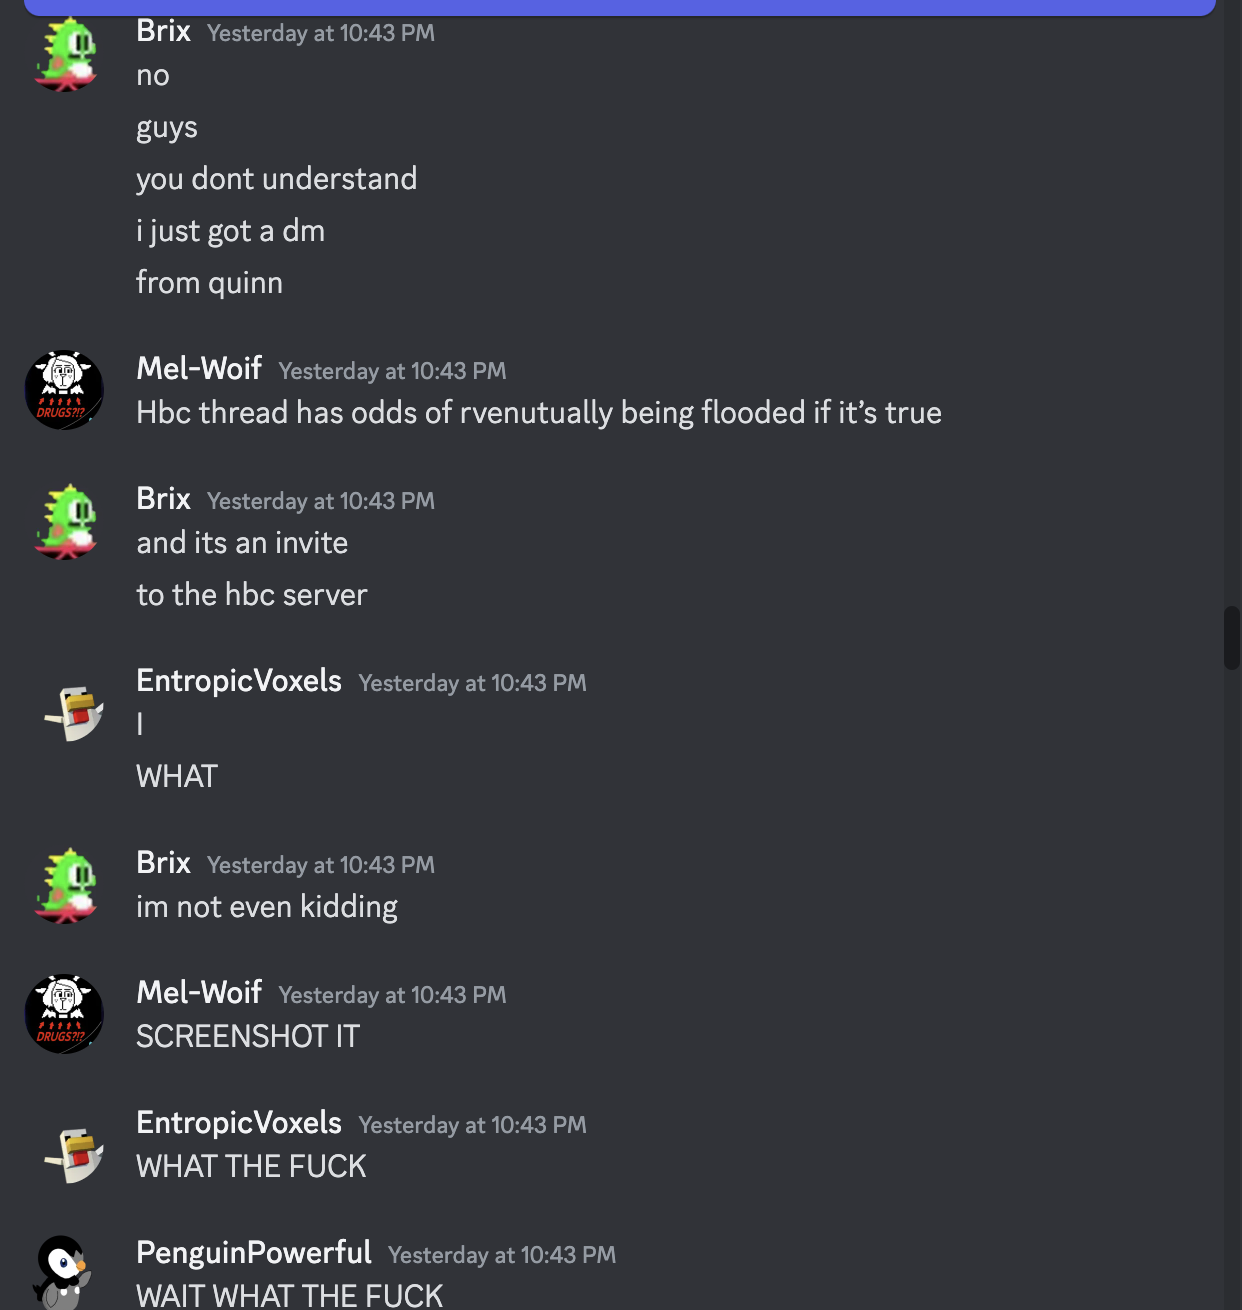 Brix Yesterday at 10:43 PM
no
guys
you dont understand
i just got a dm
from quinn
DRUGS?!?
Mel-Woif Yesterday at 10:43 PM
Hbc thread has odds of rvenutually being flooded if it’s true
Brix Yesterday at 10:43 PM
and its an invite
to the hbc server
EntropicVoxels Yesterday at 10:43 PM
I
WHAT
Brix Yesterday at 10:43 PM
im not even kidding
DRUGS?!?
Mel-Woif Yesterday at 10:43 PM
SCREENSHOT IT
EntropicVoxels Yesterday at 10:43 PM
WHAT THE FUCK
PenguinPowerful Yesterday at 10:43 PM
WAIT WHAT THE FUCK